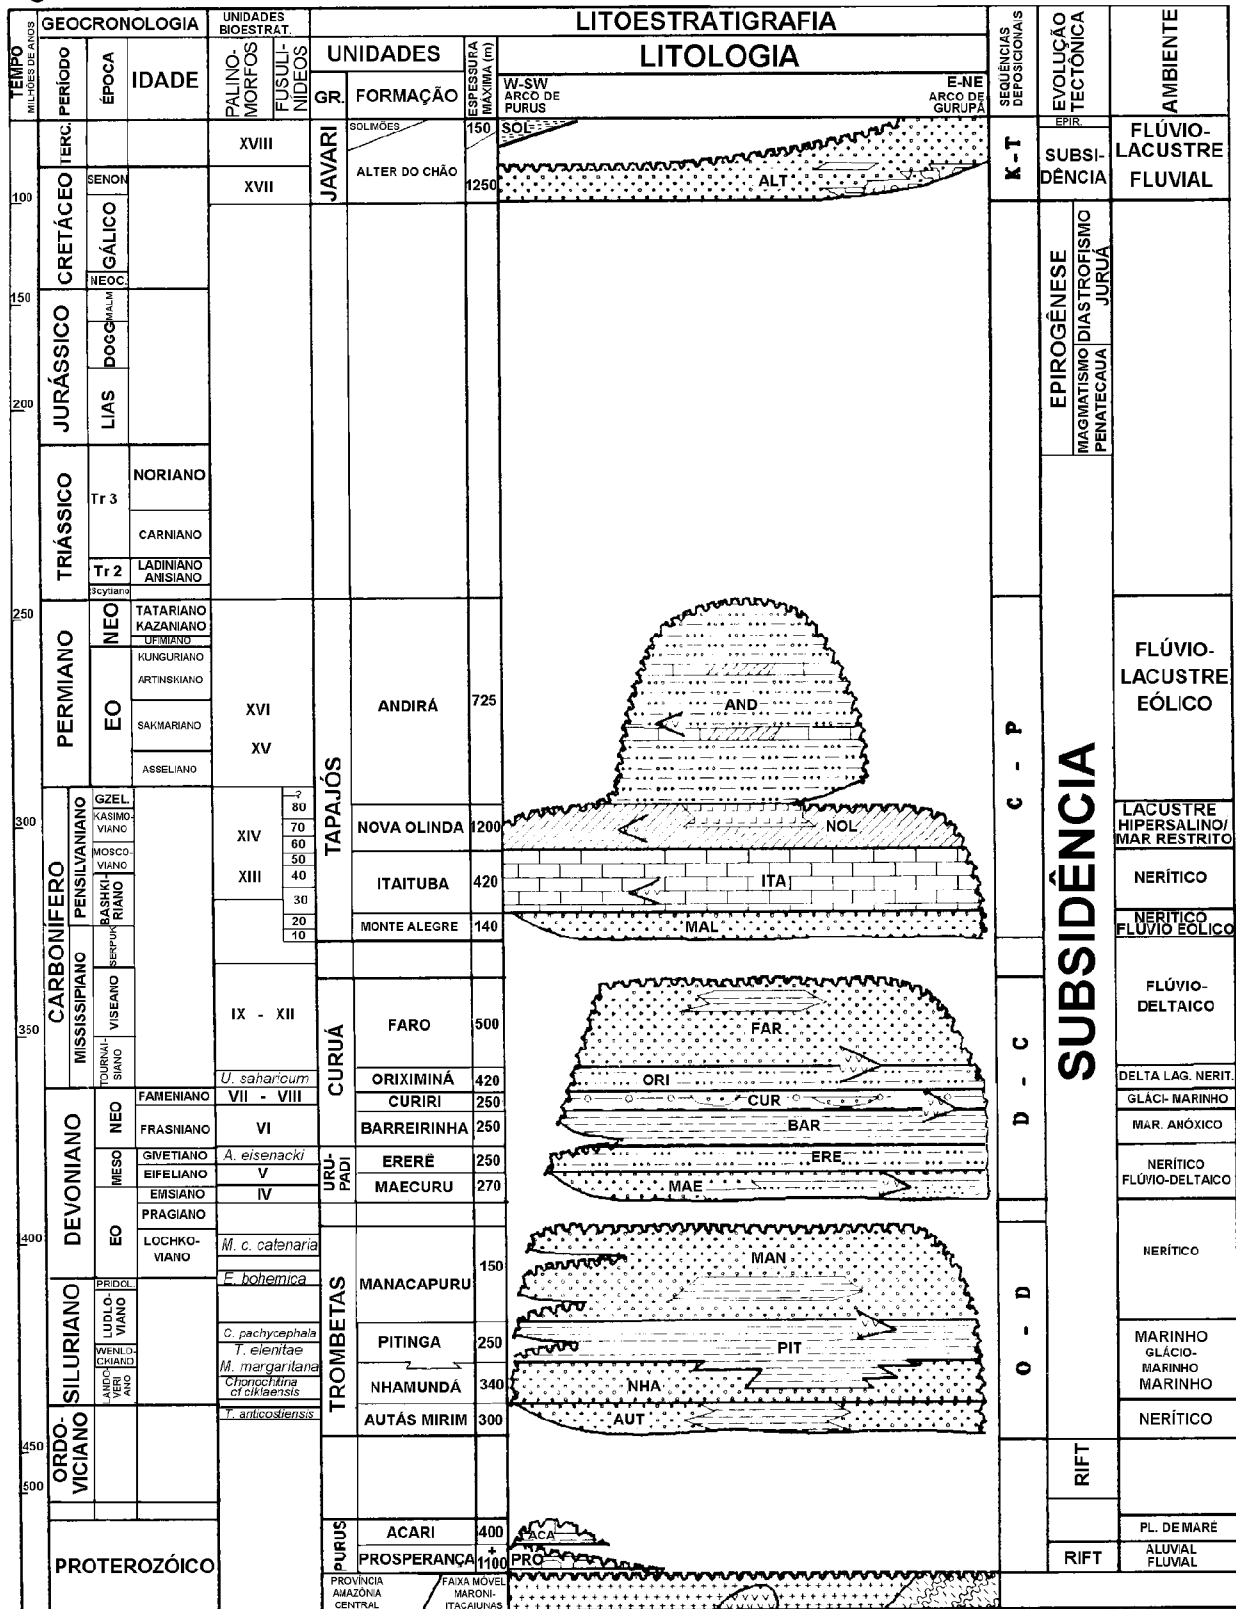 GEOCRONOLOGIA
UNIDADES
BIOESTRAT.
LITOESTRATIGRAFIA
TEMPO
MILHÕES DE ANOS
PERÍODO
ÉPOCA
IDADE
PALINO-
MORFOS
FUSULI-
NÍDEOS
UNIDADES
GR.
FORMAÇÃO
ESPESSURA
MÁXIMA (m)
LITOLOGIA
W-SW
ARCO DE
PURUS
E-NE
ARCO DE
GURUPÁ
SEQUÊNCIAS
DEPOSICIONAIS
EVOLUÇÃO
TECTÔNICA
AMBIENTE
100
150
200
250
300
350
400
450
500
TERC.
CRETÁCEO
JURÁSSICO
TRIÁSSICO
PERMIANO
CARBONÍFERO
PENSILVANIANO
MISSISSIPIANO
DEVONIANO
SILURIANO
ORDO-
VICIANO
PROTEROZÓICO
SENON
GÁLICO
NEOC.
MALM
DOGG
LIAS
Tr 3
Tr 2
Scytiano
NEO
EO
GZEL.
KASIMO-
VIANO
MOSCO-
VIANO
BASHKI-
RIANO
SERPUK
VISEANO
TOURNAI-
SIANO
NEO
MESO
EO
PRIDOL.
LUDLO-
VIANO
WENLO-
CKIANO
LANDO-
VERI
ANO
NORIANO
CARNIANO
LADINIANO
ANISIANO
TATARIANO
KAZANIANO
UFIMIANO
KUNGURIANO
ARTINSKIANO
SAKMARIANO
ASSELIANO
FAMENIANO
FRASNIANO
GIVETIANO
EIFELIANO
EMSIANO
PRAGIANO
LOCHKO-
VIANO
XVIII
XVII
XVI
XV
XIV
XIII
IX - XII
U. saharicum
VII - VIII
VI
A. eisenacki
V
IV
M. c. catenaria
E. bohemica
C. pachycephala
T. elenitae
M. margaritana
Chonochitina
cf ciklaensis
T. anticostiensis
?
80
70
60
50
40
30
20
10
JAVARI
TAPAJÓS
CURUÁ
URU-
PADI
TROMBETAS
PURUS
SOLIMÕES
150
ALTER DO CHÃO
1250
ANDIRÁ
725
NOVA OLINDA
1200
ITAITUBA
420
MONTE ALEGRE
140
FARO
500
ORIXIMINÁ
420
CURIRI
250
BARREIRINHA
250
ERERÊ
250
MAECURU
270
MANACAPURU
150
PITINGA
250
NHAMUNDÁ
340
AUTÁS MIRIM
300
ACARI
400
PROSPERANÇA
+
1100
PROVÍNCIA
AMAZÔNIA
CENTRAL
FAIXA MÓVEL
MARONI-
ITACAIUNAS
SOL
ALT
AND
NOL
ITA
MAL
FAR
ORI
CUR
BAR
ERE
MAE
MAN
PIT
NHA
AUT
ACA
PRO
K - T
C - P
D - C
O - D
EPIR.
SUBSI-
DÊNCIA
EPIROGÊNESE
DIASTROFISMO
JURUÁ
MAGMATISMO
PENATECAUA
SUBSIDÊNCIA
RIFT
RIFT
FLÚVIO-
LACUSTRE
FLUVIAL
FLÚVIO-
LACUSTRE
EÓLICO
LACUSTRE
HIPERSALINO/
MAR RESTRITO
NERÍTICO
NERITICO
FLUVIO EOLICO
FLÚVIO-
DELTAICO
DELTA LAG. NERIT.
GLÁCI- MARINHO
MAR. ANÓXICO
NERÍTICO
FLÚVIO-DELTAICO
NERÍTICO
MARINHO
GLÁCIO-
MARINHO
MARINHO
NERÍTICO
PL. DE MARÉ
ALUVIAL
FLUVIAL